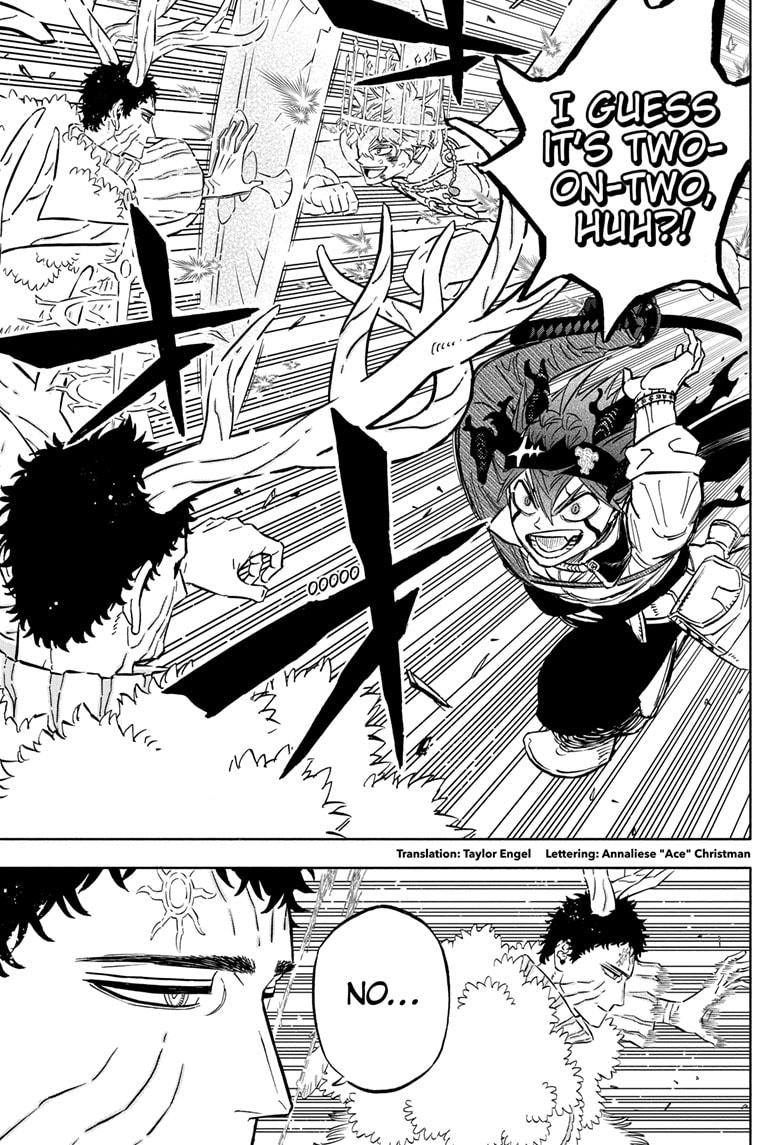 I GUESS
IT'S TWO-
ON-TWO,
HUH?!
Translation: Taylor Engel Lettering: Annaliese "Ace" Christman
NO...